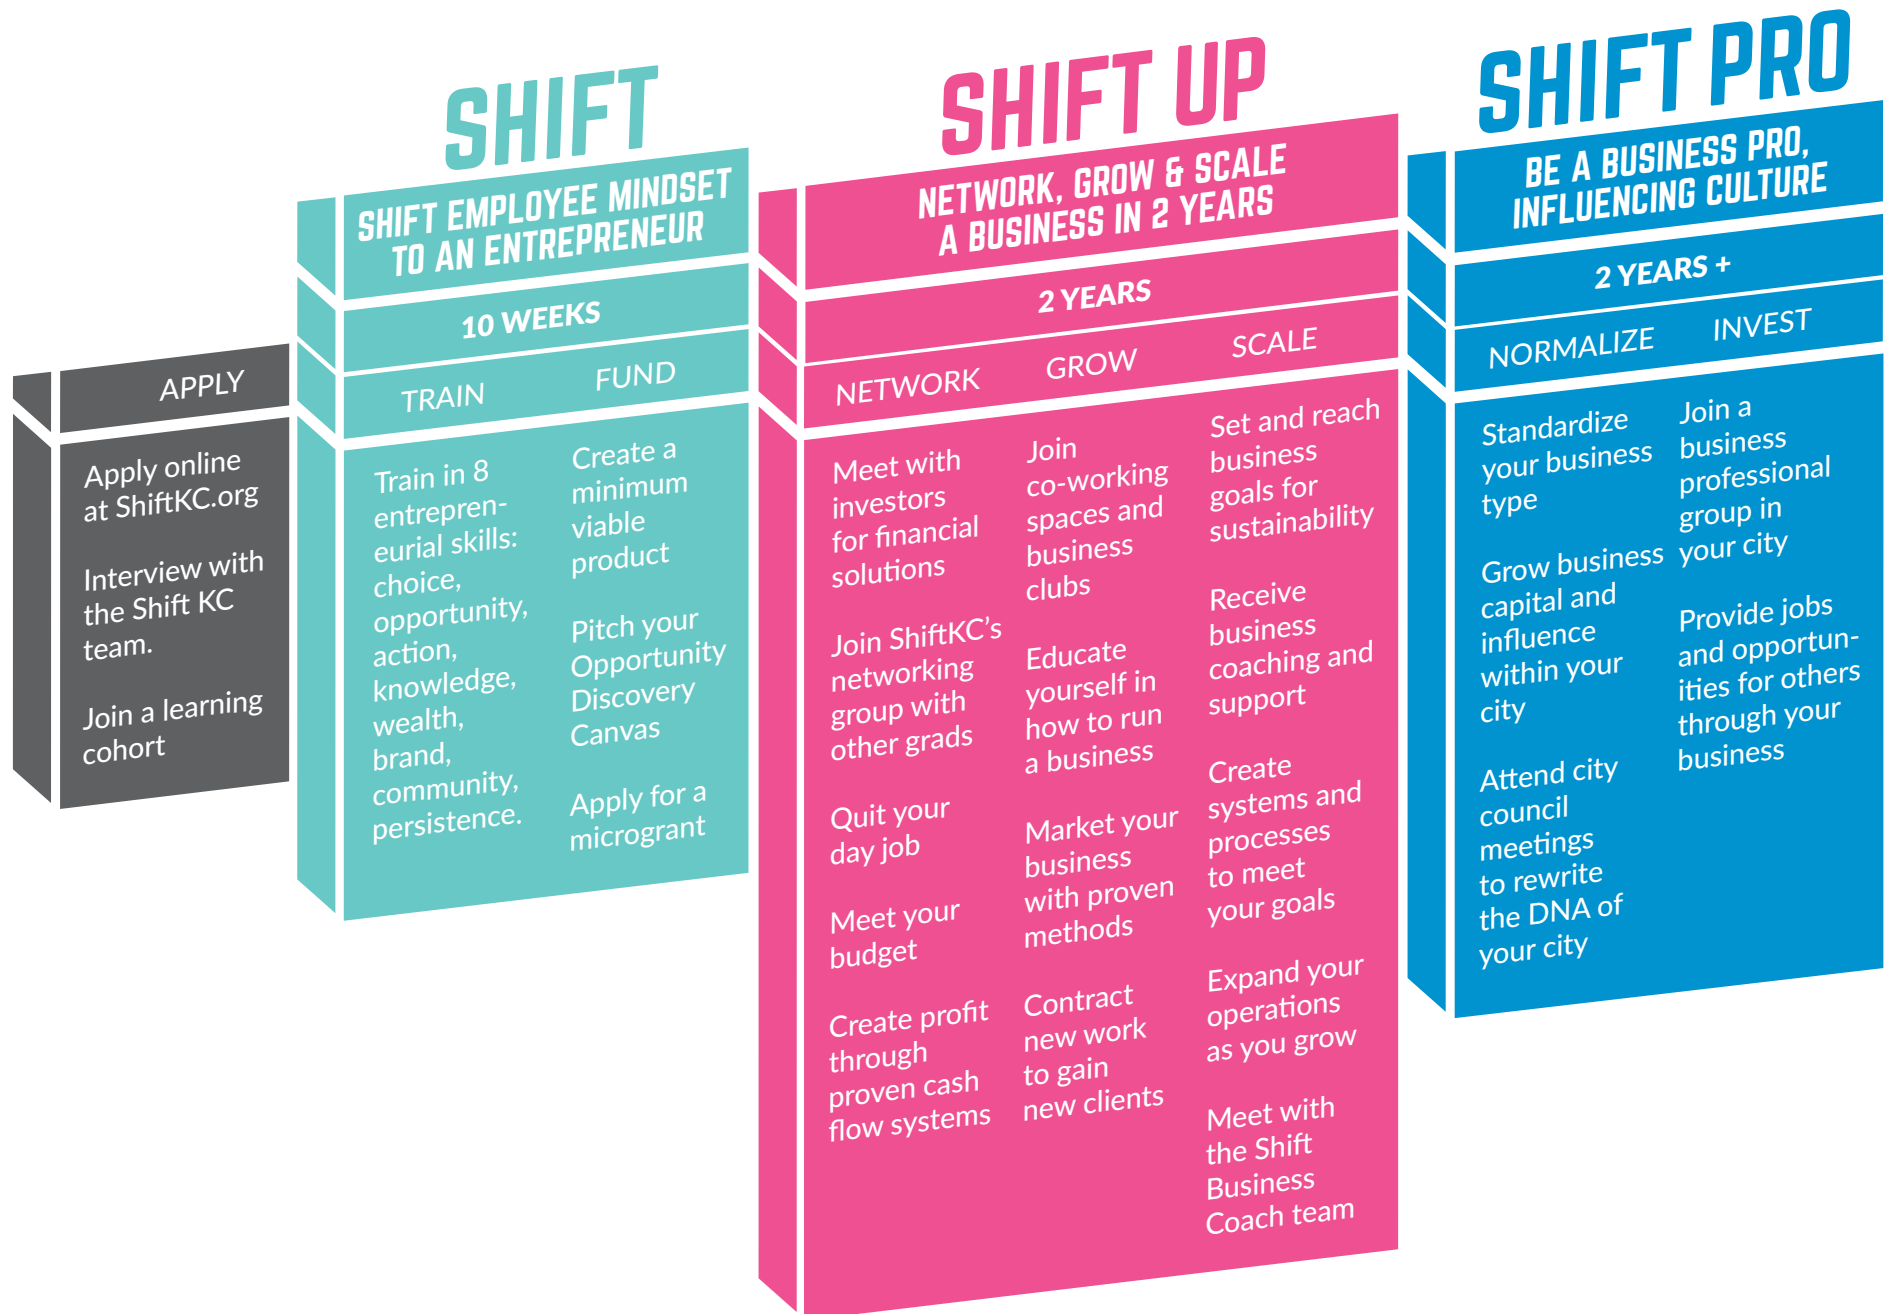 APPLY
Apply online
at ShiftKC.org
Interview with
the Shift KC
team.
Join a learning
cohort
SHIFT
SHIFT EMPLOYEE MINDSET
TO AN ENTREPRENEUR
10 WEEKS
TRAIN
Train in 8
entrepren-
eurial skills:
choice,
opportunity,
action,
knowledge,
wealth,
brand,
community,
persistence.
FUND
Create a
minimum
viable
product
Pitch your
Opportunity
Discovery
Canvas
Apply for a
microgrant
SHIFT UP
NETWORK, GROW & SCALE
A BUSINESS IN 2 YEARS
2 YEARS
NETWORK
Meet with
investors
for financial
solutions
Join ShiftKC’s
networking
group with
other grads
Quit your
day job
Meet your
budget
Create profit
through
proven cash
flow systems
GROW
Join
co-working
spaces and
business
clubs
Educate
yourself in
how to run
a business
Market your
business
with proven
methods
Contract
new work
to gain
new clients
SCALE
Set and reach
business
goals for
sustainability
Receive
business
coaching and
support
Create
systems and
processes
to meet
your goals
Expand your
operations
as you grow
Meet with
the Shift
Business
Coach team
SHIFT PRO
BE A BUSINESS PRO,
INFLUENCING CULTURE
2 YEARS +
NORMALIZE
Standardize
your business
type
Grow business
capital and
influence
within your
city
Attend city
council
meetings
to rewrite
the DNA of
your city
INVEST
Join a
business
professional
group in
your city
Provide jobs
and opportun-
ities for others
through your
business